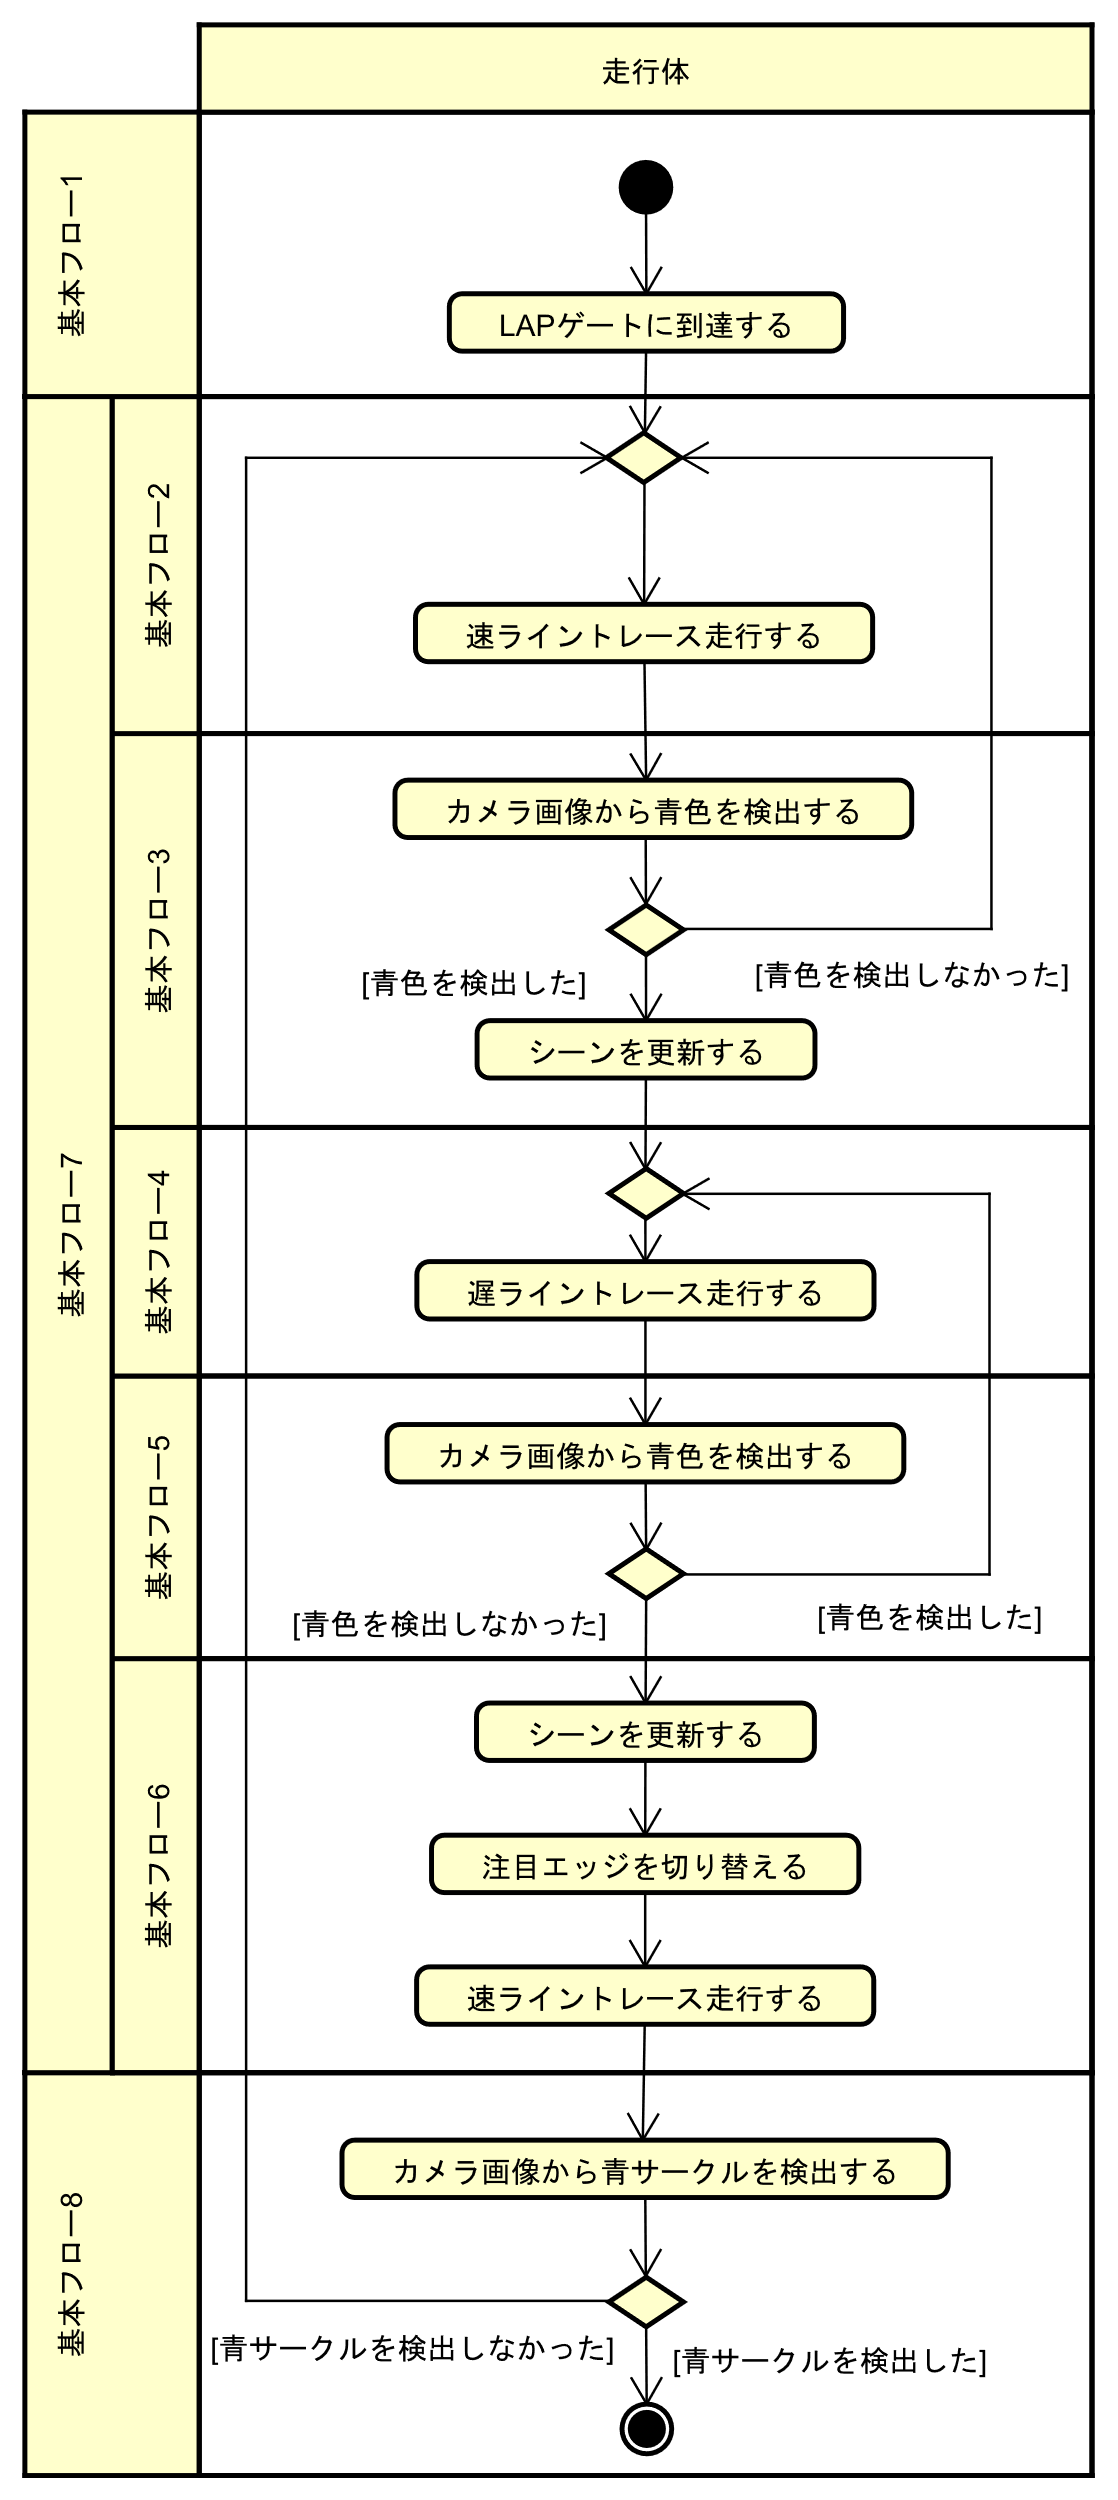 走行体
基本フロー1
LAPゲートに到達する
基本フロー7
基本フロー2
速ライントレース走行する
基本フロー3
カメラ画像から青色を検出する
[青色を検出した]
[青色を検出しなかった]
シーンを更新する
基本フロー4
遅ライントレース走行する
基本フロー5
カメラ画像から青色を検出する
[青色を検出しなかった]
[青色を検出した]
基本フロー6
シーンを更新する
注目エッジを切り替える
速ライントレース走行する
基本フロー8
カメラ画像から青サークルを検出する
[青サークルを検出しなかった]
[青サークルを検出した]